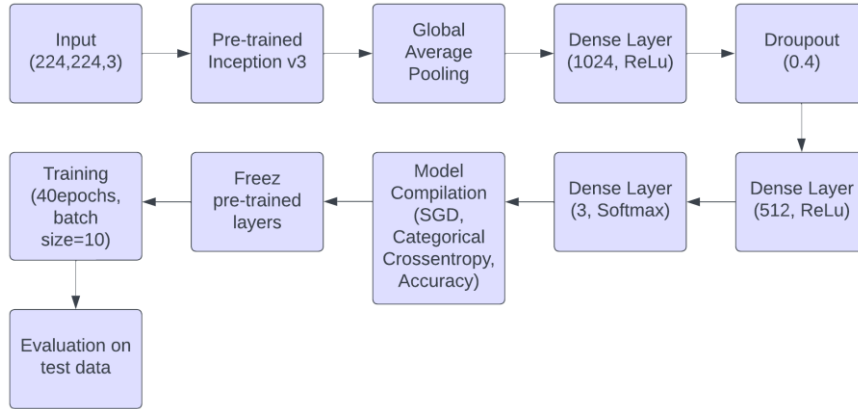 Input
(224,224,3)
Pre-trained
Inception v3
Global
Average
Pooling
Dense Layer
(1024, ReLu)
Droupout
(0.4)
Dense Layer
(512, ReLu)
Dense Layer
(3, Softmax)
Model
Compilation
(SGD,
Categorical
Crossentropy,
Accuracy)
Freez
pre-trained
layers
Training
(40epochs,
batch
size=10)
Evaluation on
test data